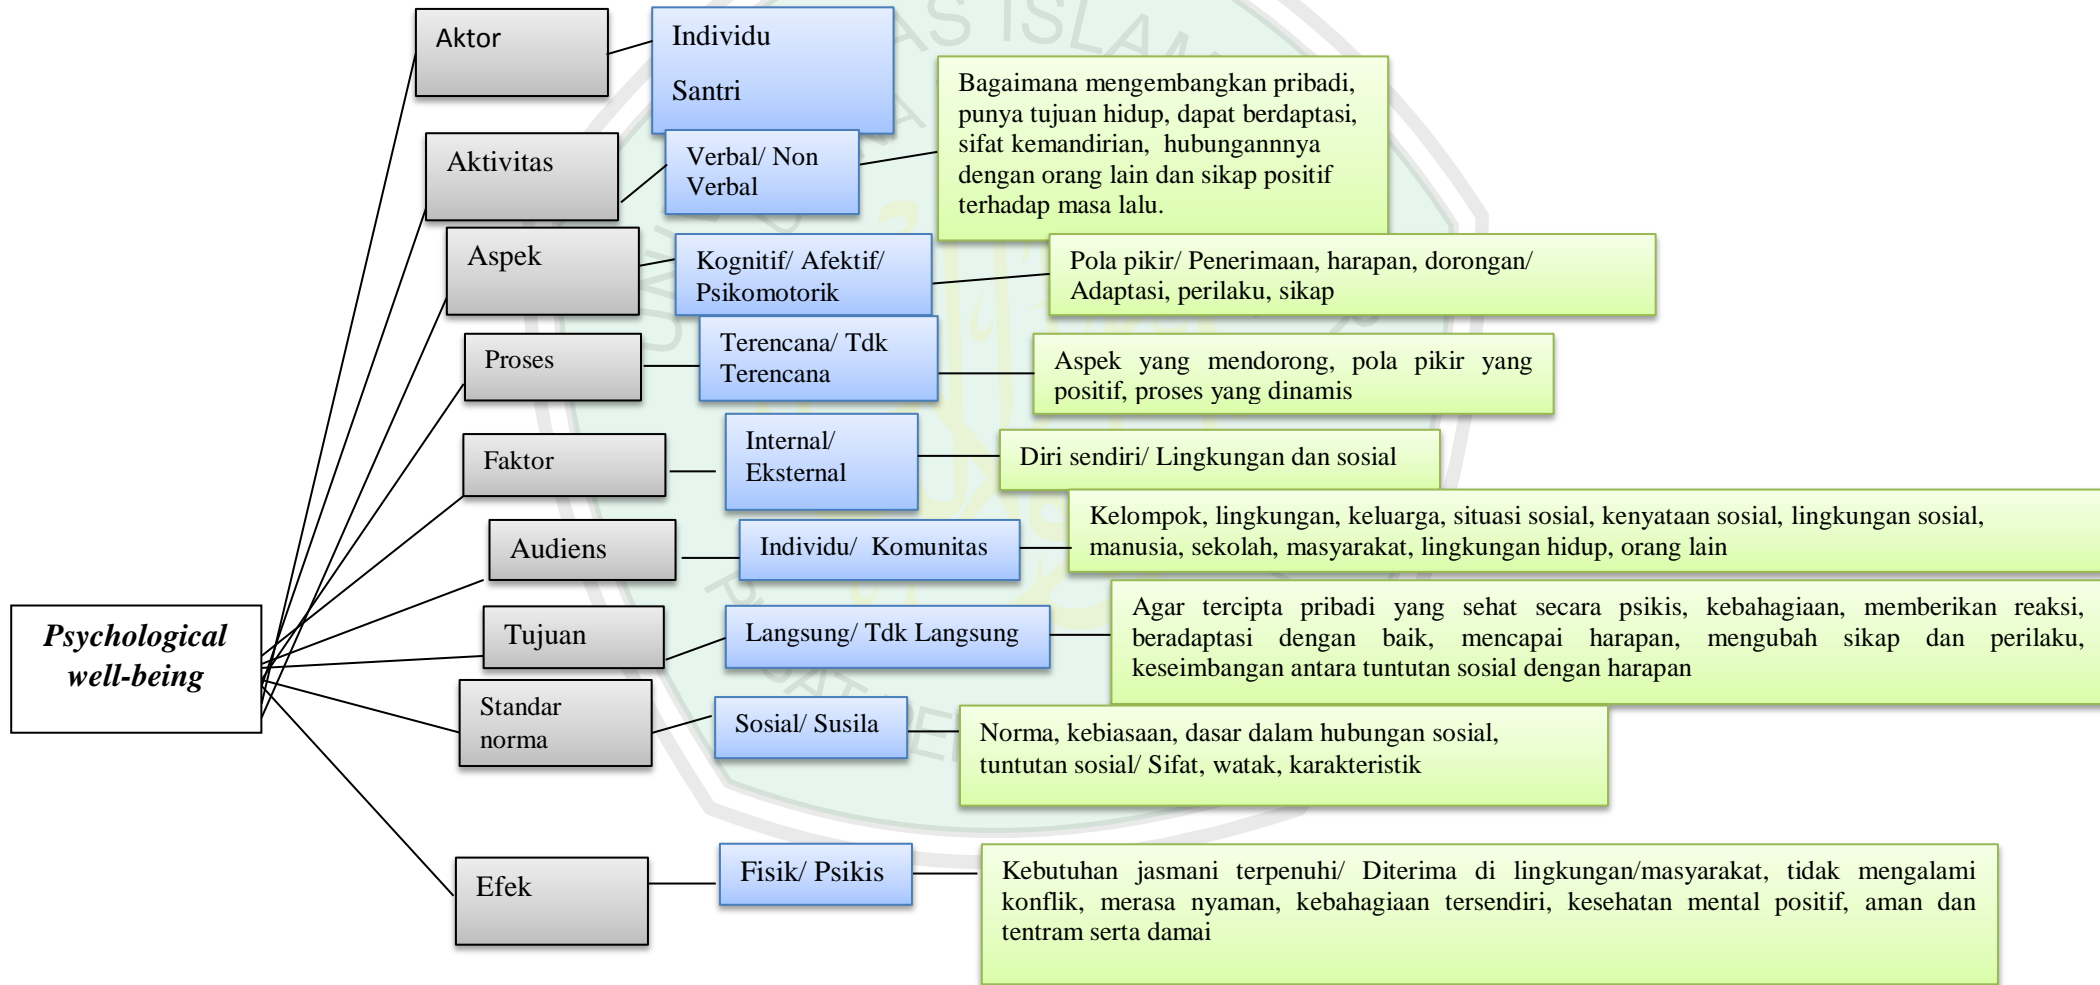 Aktor
Individu
Santri
Bagaimana mengembangkan pribadi,
punya tujuan hidup, dapat berdaptasi,
sifat kemandirian, hubungannnya
dengan orang lain dan sikap positif
terhadap masa lalu.
Aktivitas
Verbal/ Non
Verbal
Aspek
Kognitif/ Afektif/
Psikomotorik
Pola pikir/ Penerimaan, harapan, dorongan/
Adaptasi, perilaku, sikap
Proses
Terencana/ Tdk
Terencana
Aspek yang mendorong, pola pikir yang
positif, proses yang dinamis
Faktor
Internal/
Eksternal
Diri sendiri/ Lingkungan dan sosial
Audiens
Individu/ Komunitas
Kelompok, lingkungan, keluarga, situasi sosial, kenyataan sosial, lingkungan sosial,
manusia, sekolah, masyarakat, lingkungan hidup, orang lain
Psychological
well-being
Tujuan
Langsung/ Tdk Langsung
Agar tercipta pribadi yang sehat secara psikis, kebahagiaan, memberikan reaksi,
beradaptasi dengan baik, mencapai harapan, mengubah sikap dan perilaku,
keseimbangan antara tuntutan sosial dengan harapan
Standar
norma
Sosial/ Susila
Norma, kebiasaan, dasar dalam hubungan sosial,
tuntutan sosial/ Sifat, watak, karakteristik
Efek
Fisik/ Psikis
Kebutuhan jasmani terpenuhi/ Diterima di lingkungan/masyarakat, tidak mengalami
konflik, merasa nyaman, kebahagiaan tersendiri, kesehatan mental positif, aman dan
tentram serta damai